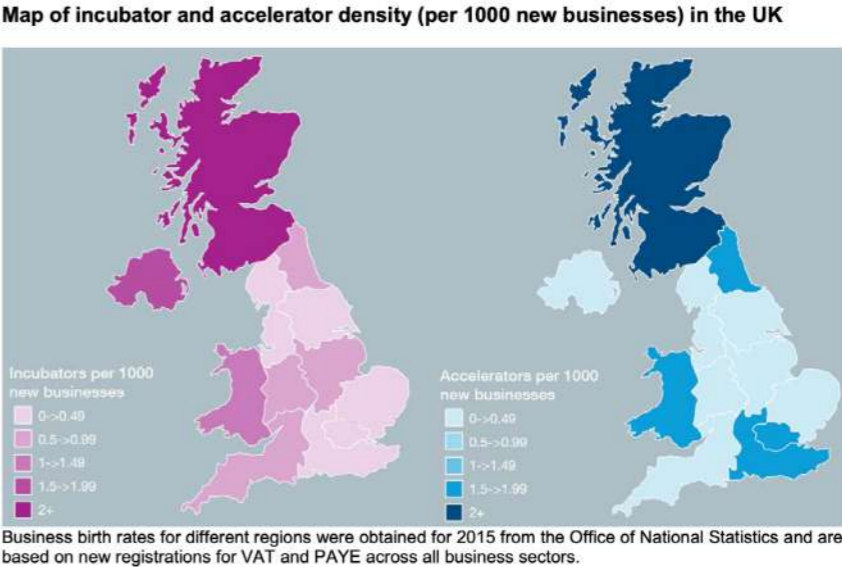 Map of incubator and accelerator density (per 1000 new businesses) in the UK
Incubators per 1000
new businesses
0->0.49
0.5->0.99
1->1.49
1.5->1.99
2+
Accelerators per 1000
new businesses
0->0.49
0.5->0.99
1->1.49
1.5->1.99
2+
Business birth rates for different regions were obtained for 2015 from the Office of National Statistics and are
based on new registrations for VAT and PAYE across all business sectors.